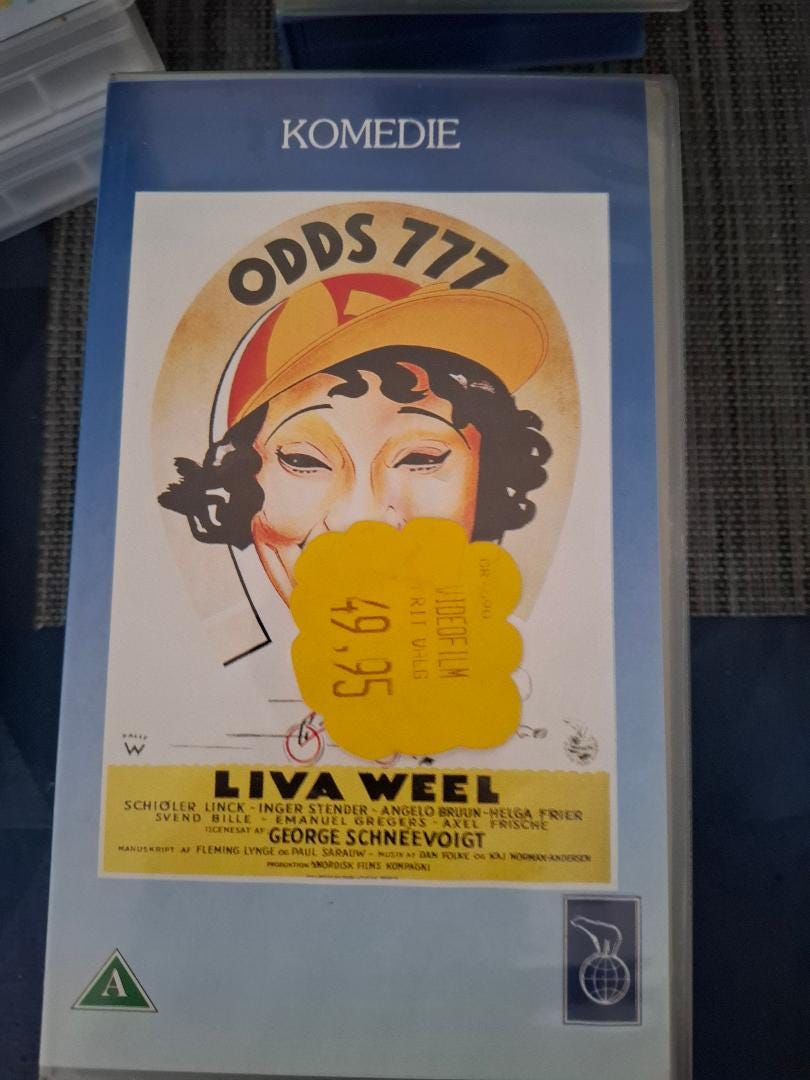 KOMEDIE
ODDS 777
VIDEOFILM
FRIT VALG
49,95
W
LIVA WEEL
SCHIØLER LINCK - INGER STENDER - ANGELO BRUUN - HELGA FRIER
SVEND BILLE - EMANUEL GREGERS - AXEL FRISCHE
ISCENESAT AF GEORGE SCHNEEVOIGT
MANUSKRIPT AF FLEMING LYNGE OG PAUL SARAUW - MUSIK AF DAN FOLKE OG KAJ NORMAN-ANDERSEN
PRODUKTION: A/S NORDISK FILMS KOMPAGNI
A